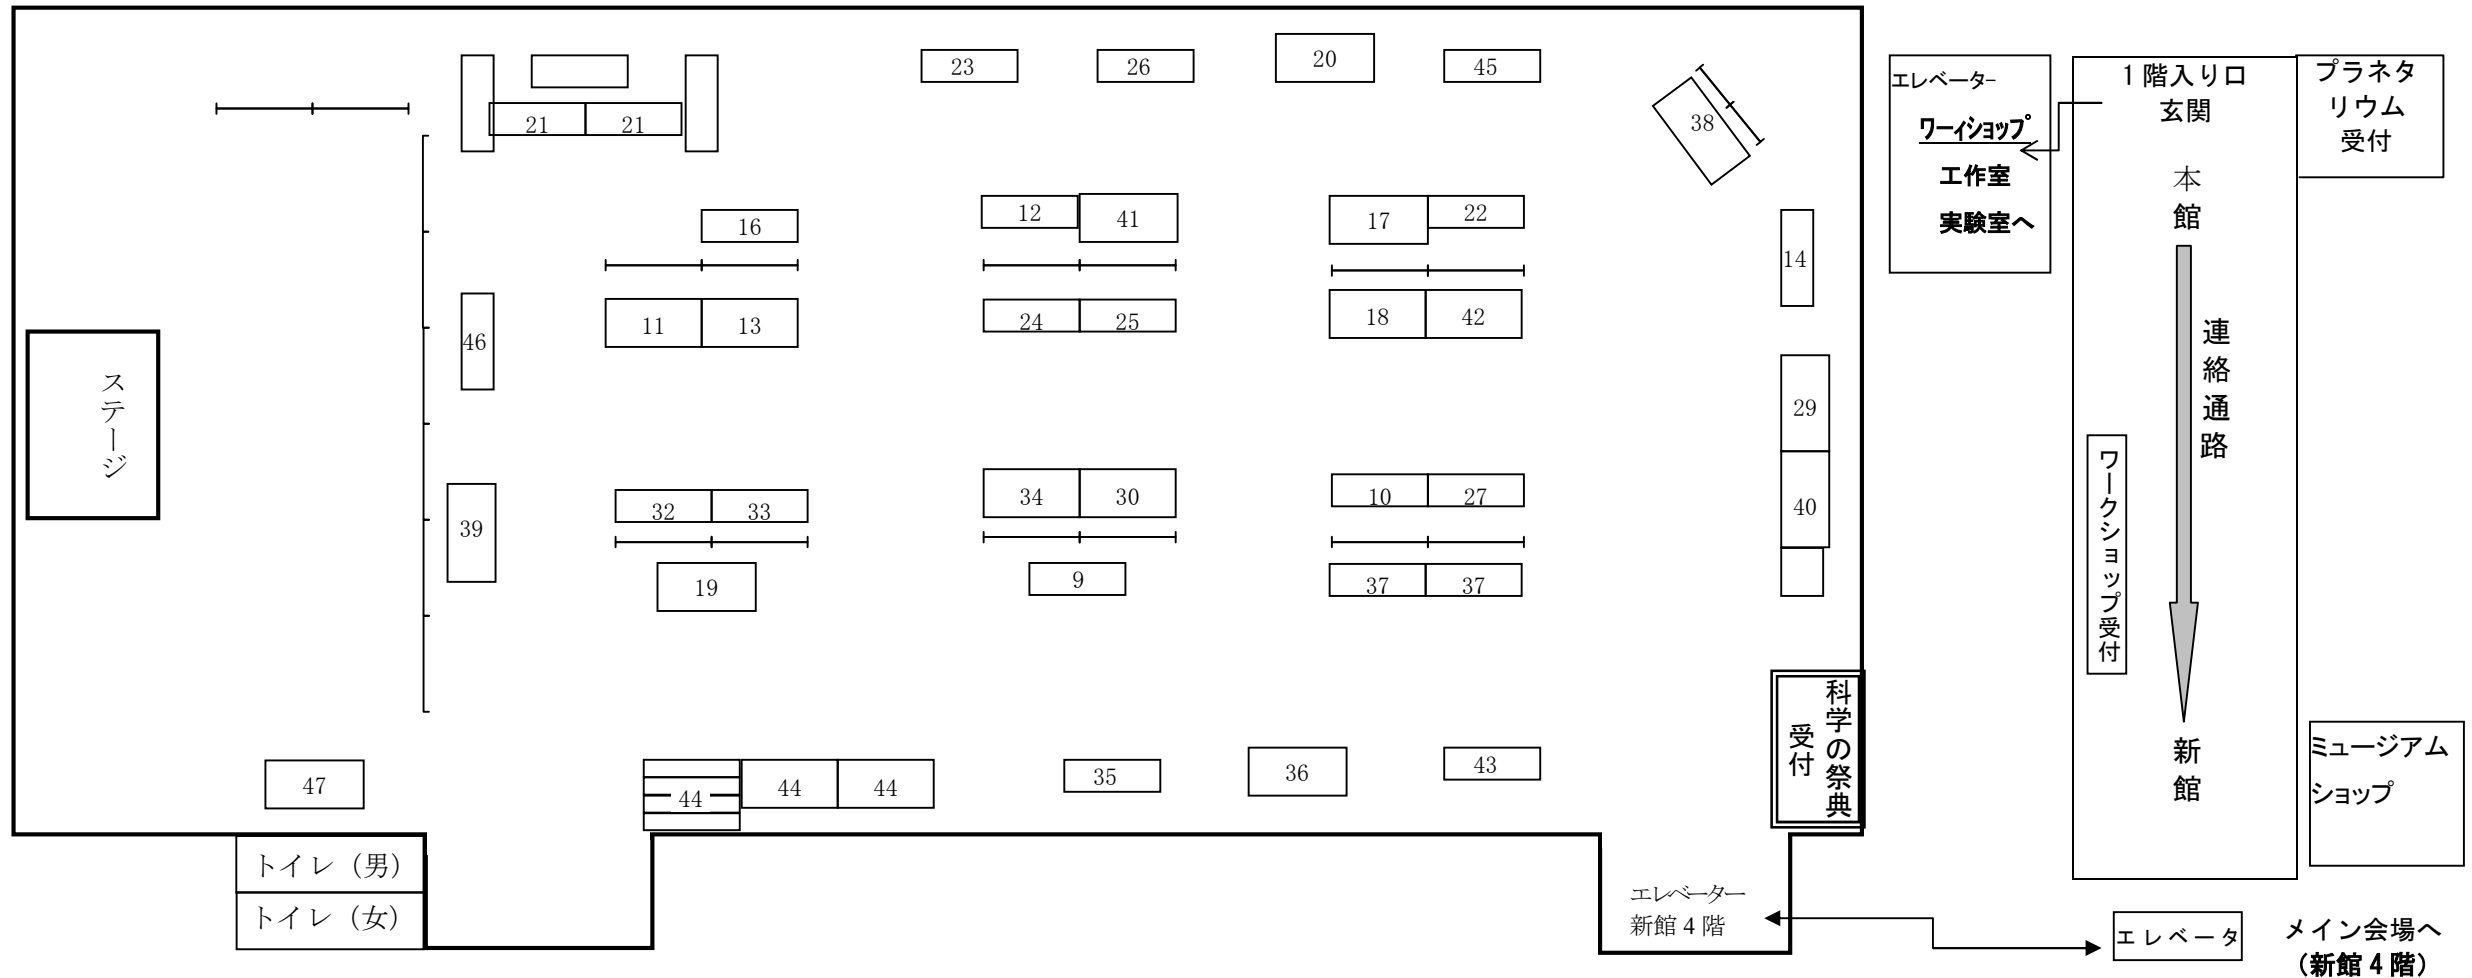 23
26
20
45
21
21
38
16
12
41
17
22
14
11
13
24
25
18
42
46
29
ステージ
34
30
10
27
32
33
40
39
19
9
37
37
科学の祭典
受付
47
44
44
44
35
36
43
トイレ（男）
トイレ（女）
エレベーター
新館４階
エレベーター
ワーィショップ
工作室
実験室へ
１階入り口
玄関
本館
連絡通路
ワークショップ受付
新館
プラネタ
リウム
受付
ミュージアム
ショップ
エレベータ
メイン会場へ
（新館４階）